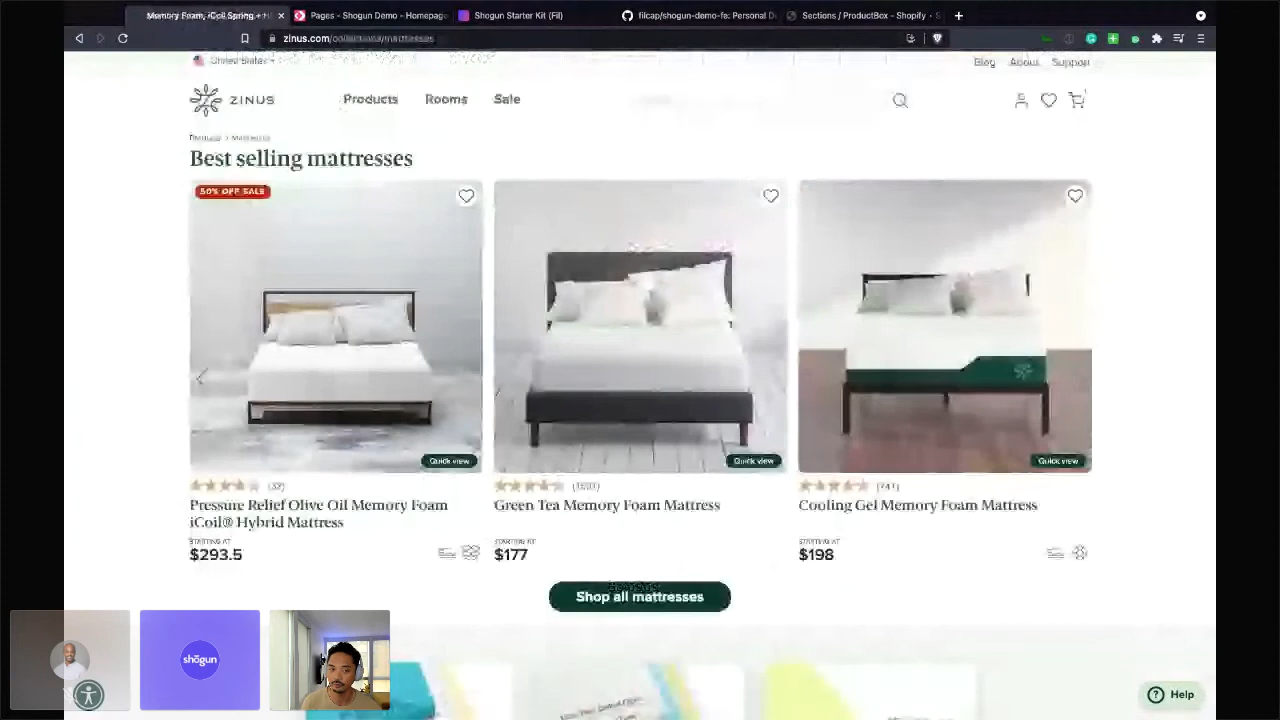 Memory Foam, iCoil Spring, + H
Pages - Shogun Demo - Homepage
Shogun Starter Kit (Fil)
filcap/shogun-demo-fe: Personal D
Sections / ProductBox - Shopify - S
zinus.com/collections/mattresses
United States
Blog About Support
ZINUS
Products Rooms Sale
Best selling mattresses
50% OFF SALE
Quick view Quick view Quick view
(32)
(741)
Pressure Relief Olive Oil Memory Foam
iCoil® Hybrid Mattress
Green Tea Memory Foam Mattress
Cooling Gel Memory Foam Mattress
STARTING AT STARTING AT STARTING AT
$293.5 $177 $198
Shop all mattresses
shogun
Help